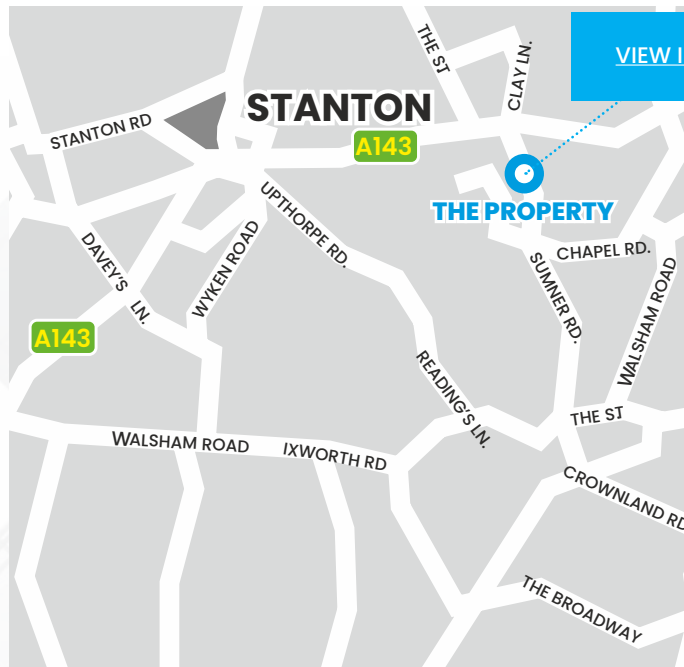 THE ST
CLAY LN.
VIEW I
STANTON
STANTON RD
A143
THE PROPERTY
UPTHORPE RD.
DAVEY'S LN.
WYKEN ROAD
CHAPEL RD.
SUMNER RD.
WALSHAM ROAD
A143
READING'S LN.
THE ST
WALSHAM ROAD
IXWORTH RD
CROWNLAND RD
THE BROADWAY